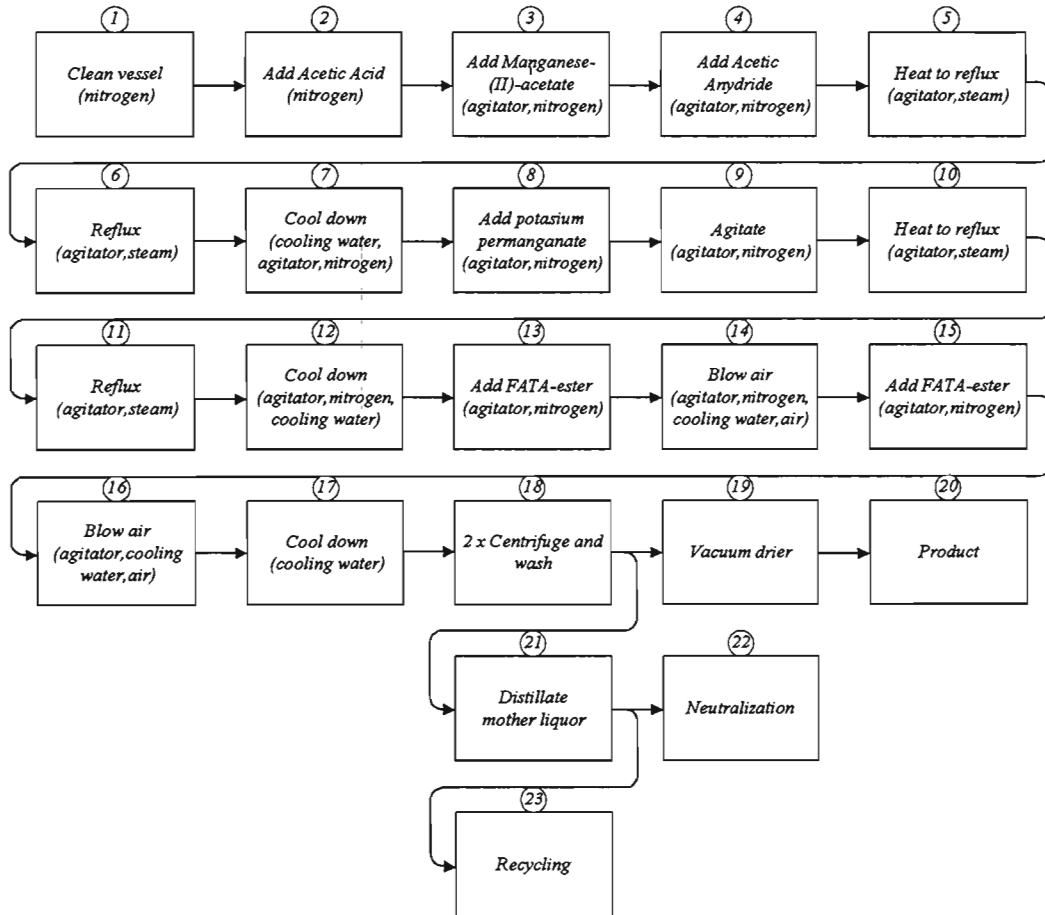 1
Clean vessel
(nitrogen)
2
Add Acetic Acid
(nitrogen)
3
Add Manganese-
(II)-acetate
(agitator,nitrogen)
4
Add Acetic
Anydride
(agitator,nitrogen)
5
Heat to reflux
(agitator,steam)
6
Reflux
(agitator,steam)
7
Cool down
(cooling water,
agitator,nitrogen)
8
Add potasium
permanganate
(agitator,nitrogen)
9
Agitate
(agitator,nitrogen)
10
Heat to reflux
(agitator,steam)
11
Reflux
(agitator,steam)
12
Cool down
(agitator,nitrogen,
cooling water)
13
Add FATA-ester
(agitator,nitrogen)
14
Blow air
(agitator,nitrogen,
cooling water,air)
15
Add FATA-ester
(agitator,nitrogen)
16
Blow air
(agitator,cooling
water,air)
17
Cool down
(cooling water)
18
2 x Centrifuge and
wash
19
Vacuum drier
20
Product
21
Distillate
mother liquor
22
Neutralization
23
Recycling